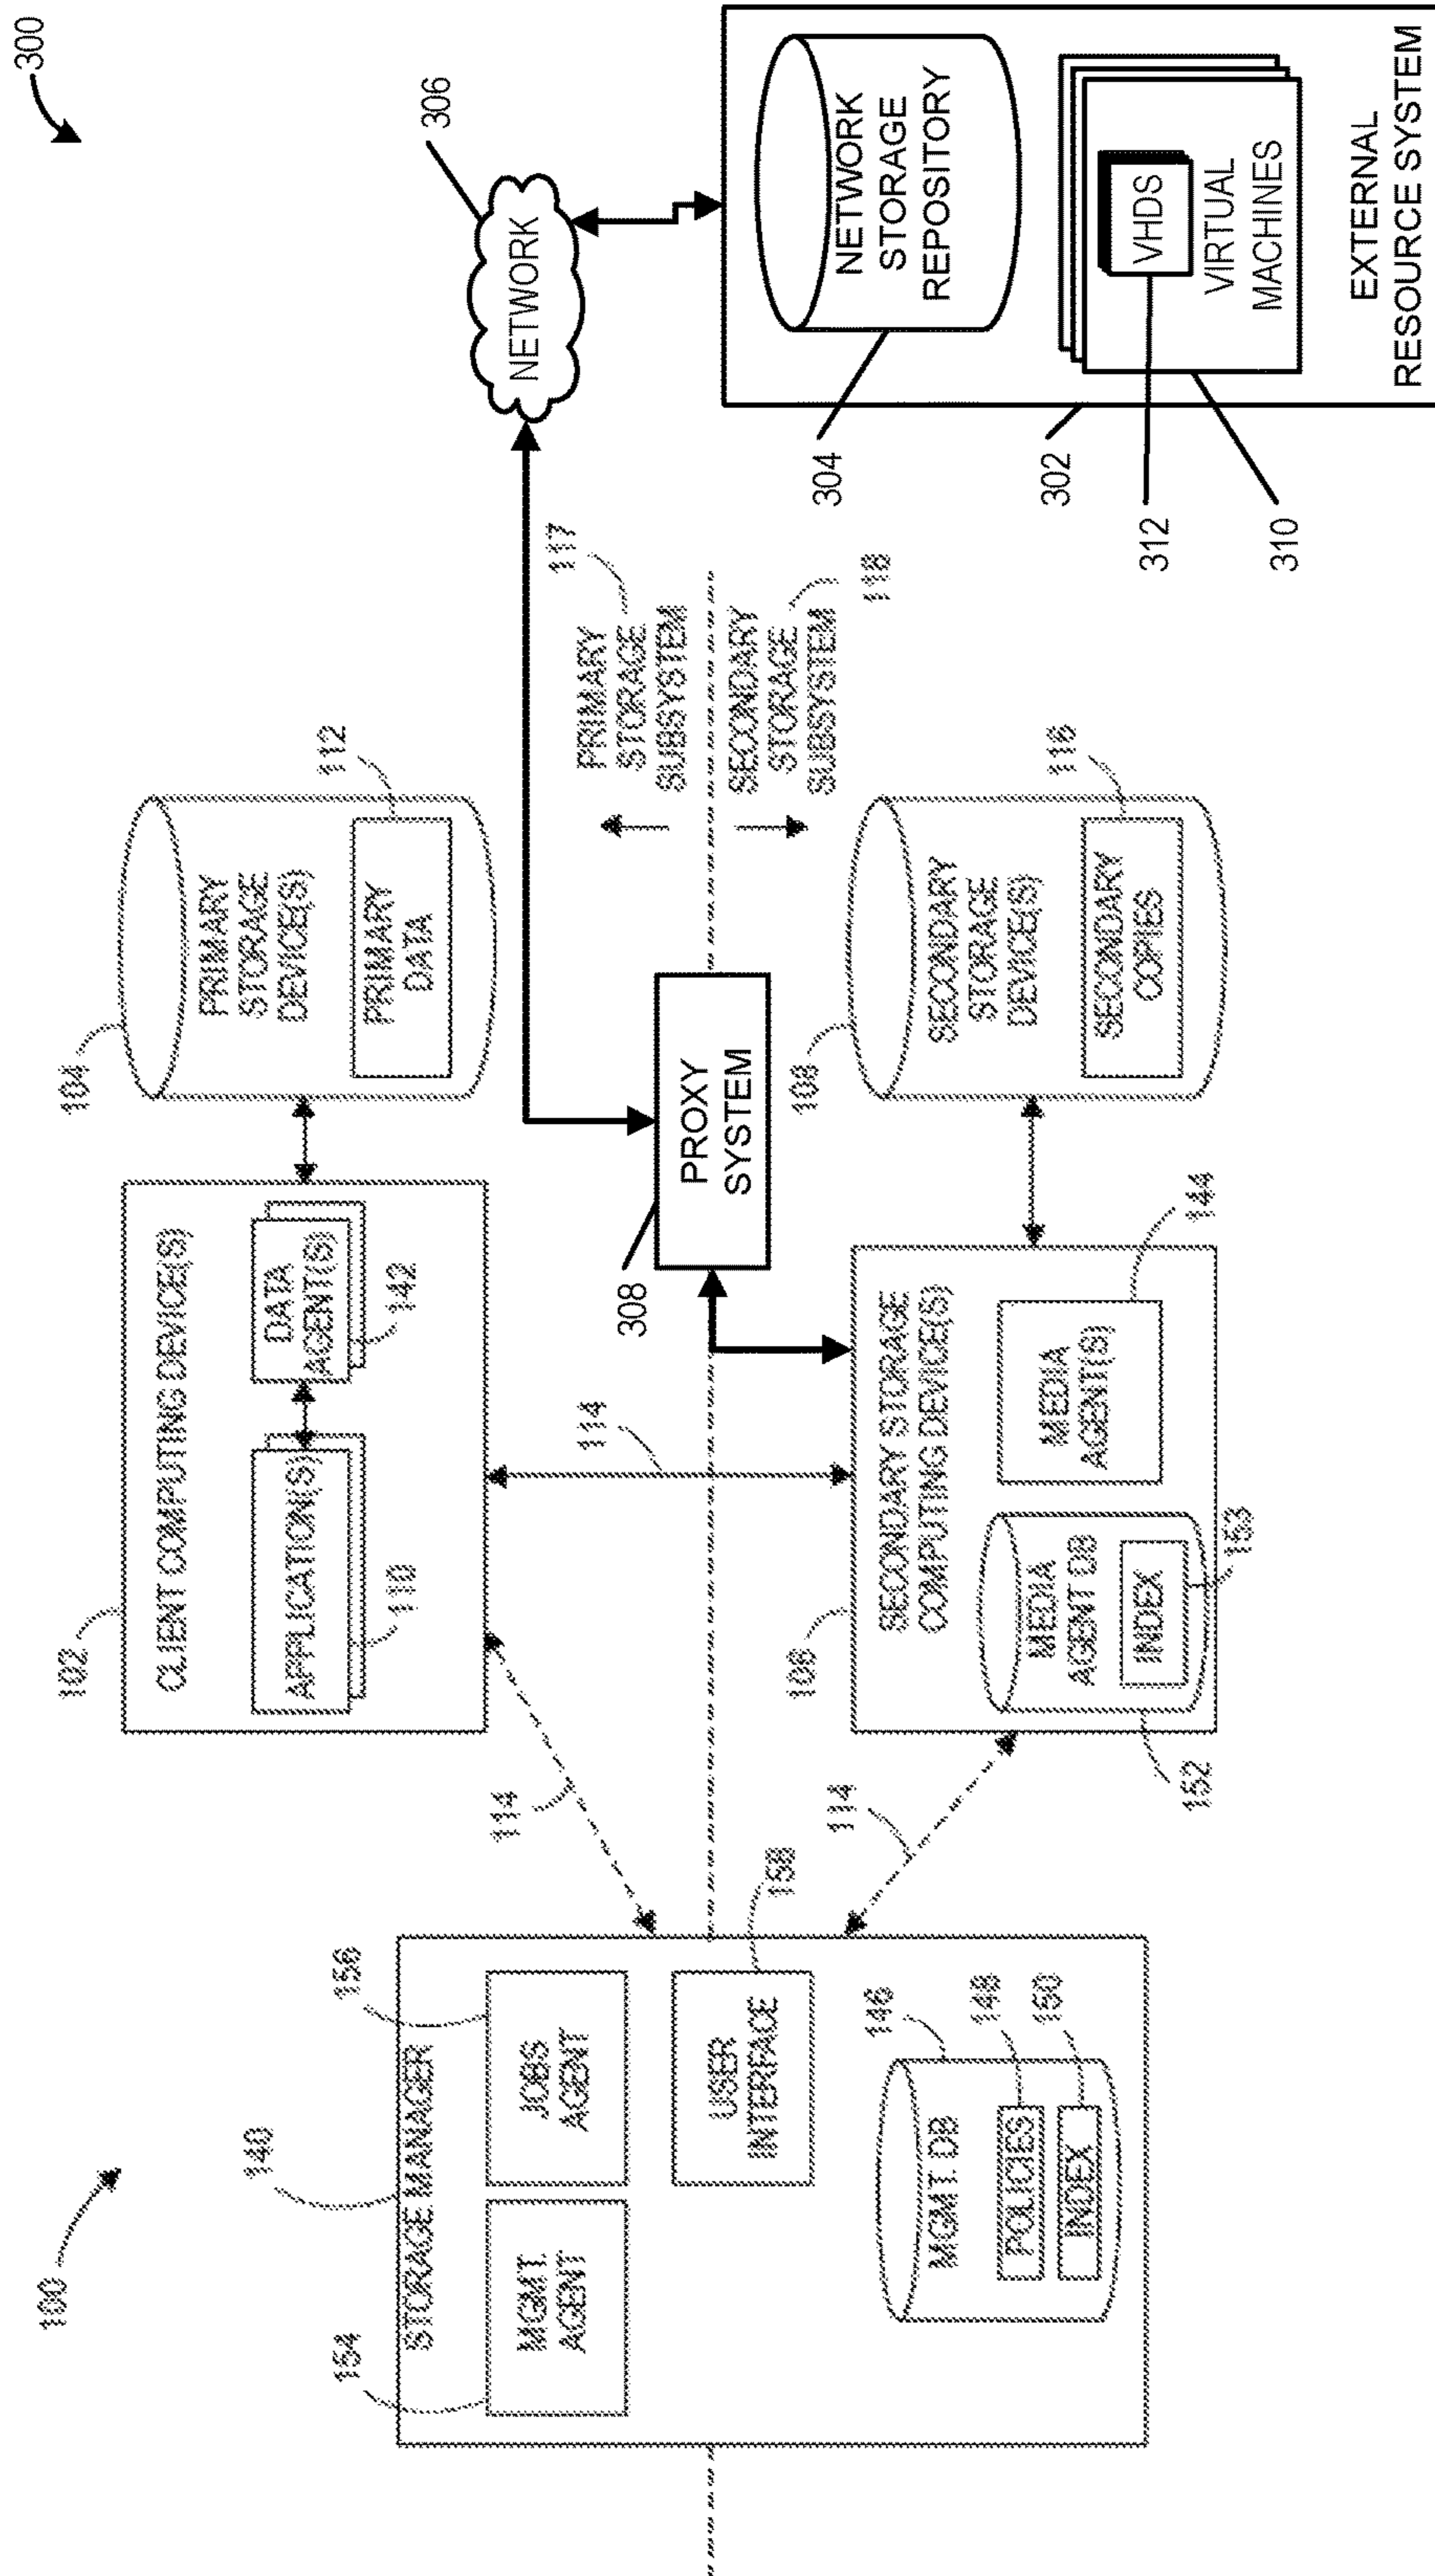 300
100
140
STORAGE MANAGER
154
MGMT.
AGENT
156
JOBS
AGENT
USER
INTERFACE
158
MGMT. DB
146
POLICIES
148
INDEX
150
114
114
114
102
CLIENT COMPUTING DEVICE(S)
APPLICATION(S)
110
DATA
AGENT(S)
142
104
PRIMARY
STORAGE
DEVICE(S)
PRIMARY
DATA
112
308
PROXY
SYSTEM
106
SECONDARY STORAGE
COMPUTING DEVICE(S)
MEDIA
AGENT DB
INDEX
153
152
MEDIA
AGENT(S)
144
108
SECONDARY
STORAGE
DEVICE(S)
SECONDARY
COPIES
116
PRIMARY
STORAGE
SUBSYSTEM
117
SECONDARY
STORAGE
SUBSYSTEM
118
306
NETWORK
304
NETWORK
STORAGE
REPOSITORY
302
312
VHDS
310
VIRTUAL
MACHINES
EXTERNAL
RESOURCE SYSTEM